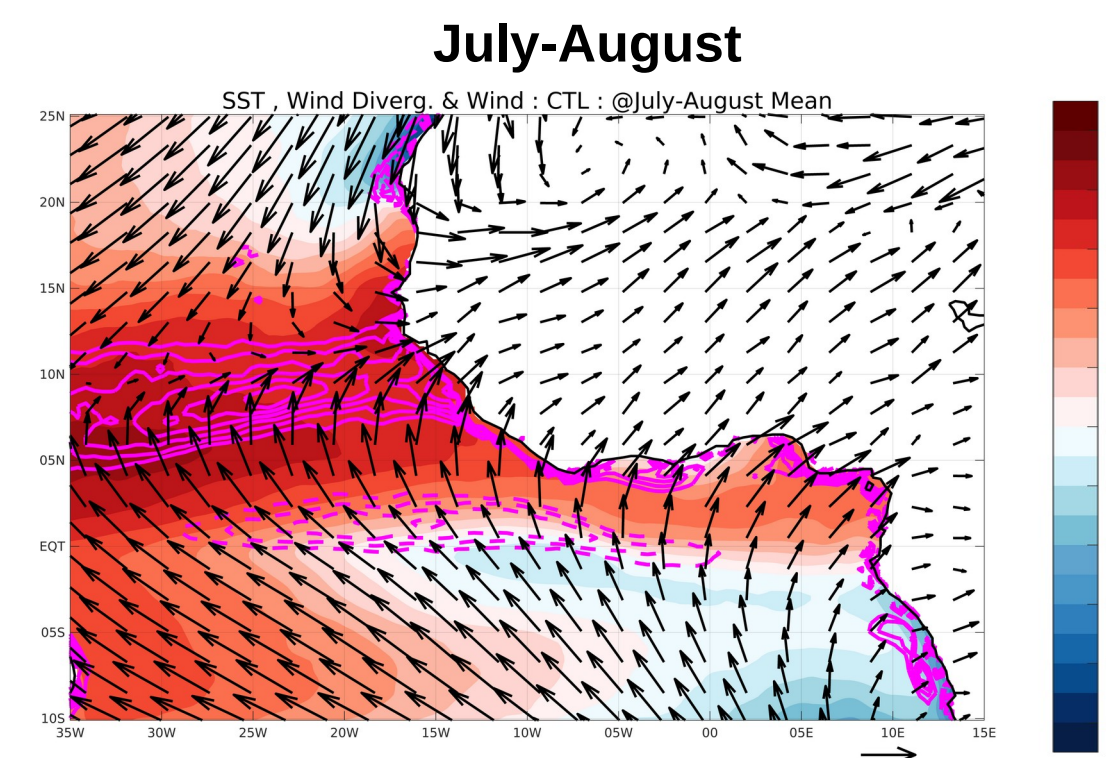 July-August
SST , Wind Diverg. & Wind : CTL : @July-August Mean
25N
20N
15N
10N
05N
EQT
05S
10S
35W 30W 25W 20W 15W 10W 05W 00 05E 10E 15E